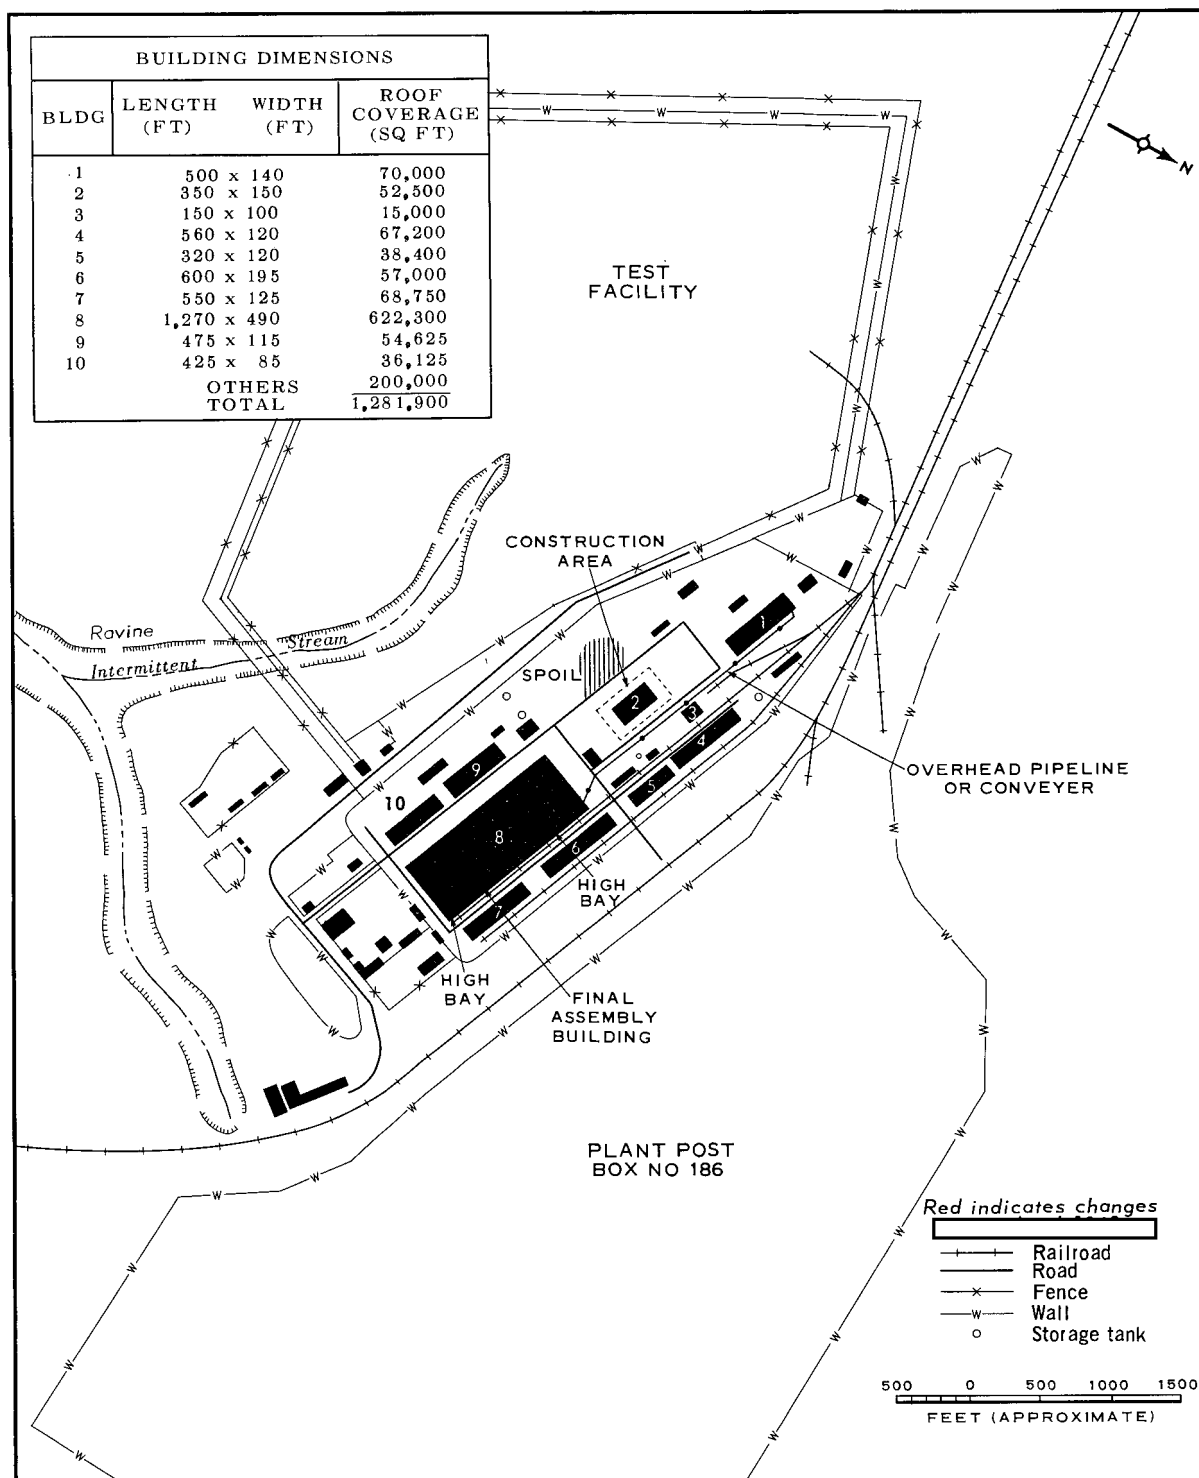 BUILDING DIMENSIONS
BLDG LENGTH (FT) WIDTH (FT) ROOF COVERAGE (SQ FT)
1 500 x 140 70,000
2 350 x 150 52,500
3 150 x 100 15,000
4 560 x 120 67,200
5 320 x 120 38,400
6 600 x 195 57,000
7 550 x 125 68,750
8 1,270 x 490 622,300
9 475 x 115 54,625
10 425 x 85 36,125
OTHERS 200,000
TOTAL 1,281,900
N
TEST
FACILITY
CONSTRUCTION
AREA
Ravine
Intermittent Stream
SPOIL
1
2
3
4
5
6
7
8
9
10
OVERHEAD PIPELINE
OR CONVEYER
HIGH
BAY
HIGH
BAY
FINAL
ASSEMBLY
BUILDING
PLANT POST
BOX NO 186
Red indicates changes
Railroad
Road
Fence
W Wall
Storage tank
500 0 500 1000 1500
FEET (APPROXIMATE)